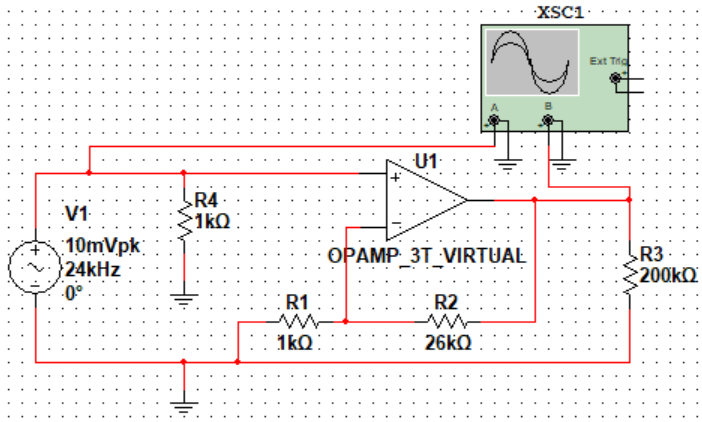 XSC1
Ext Trig
+
A
B
+
+
U1
+
−
OPAMP_3T_VIRTUAL
R4
1kΩ
V1
10mVpk
24kHz
0°
+
−
R3
200kΩ
R1
1kΩ
R2
26kΩ